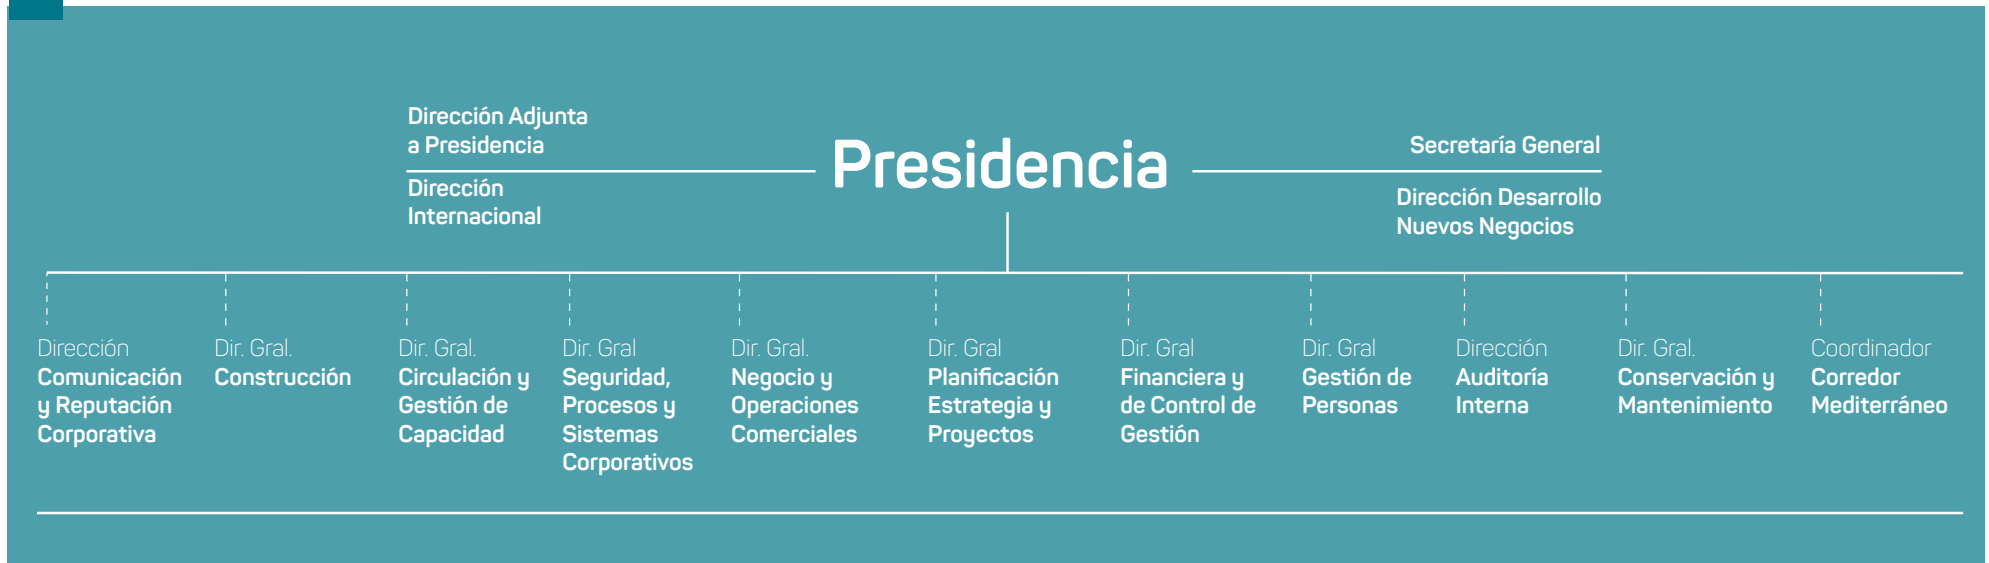 Dirección Adjunta
a Presidencia
Dirección
Internacional
Presidencia
Secretaría General
Dirección Desarrollo
Nuevos Negocios
Dirección
Comunicación
y Reputación
Corporativa
Dir. Gral.
Construcción
Dir. Gral.
Circulación y
Gestión de
Capacidad
Dir. Gral
Seguridad,
Procesos y
Sistemas
Corporativos
Dir. Gral.
Negocio y
Operaciones
Comerciales
Dir. Gral
Planificación
Estrategia y
Proyectos
Dir. Gral
Financiera y
de Control de
Gestión
Dir. Gral
Gestión de
Personas
Dirección
Auditoría
Interna
Dir. Gral.
Conservación y
Mantenimiento
Coordinador
Corredor
Mediterráneo